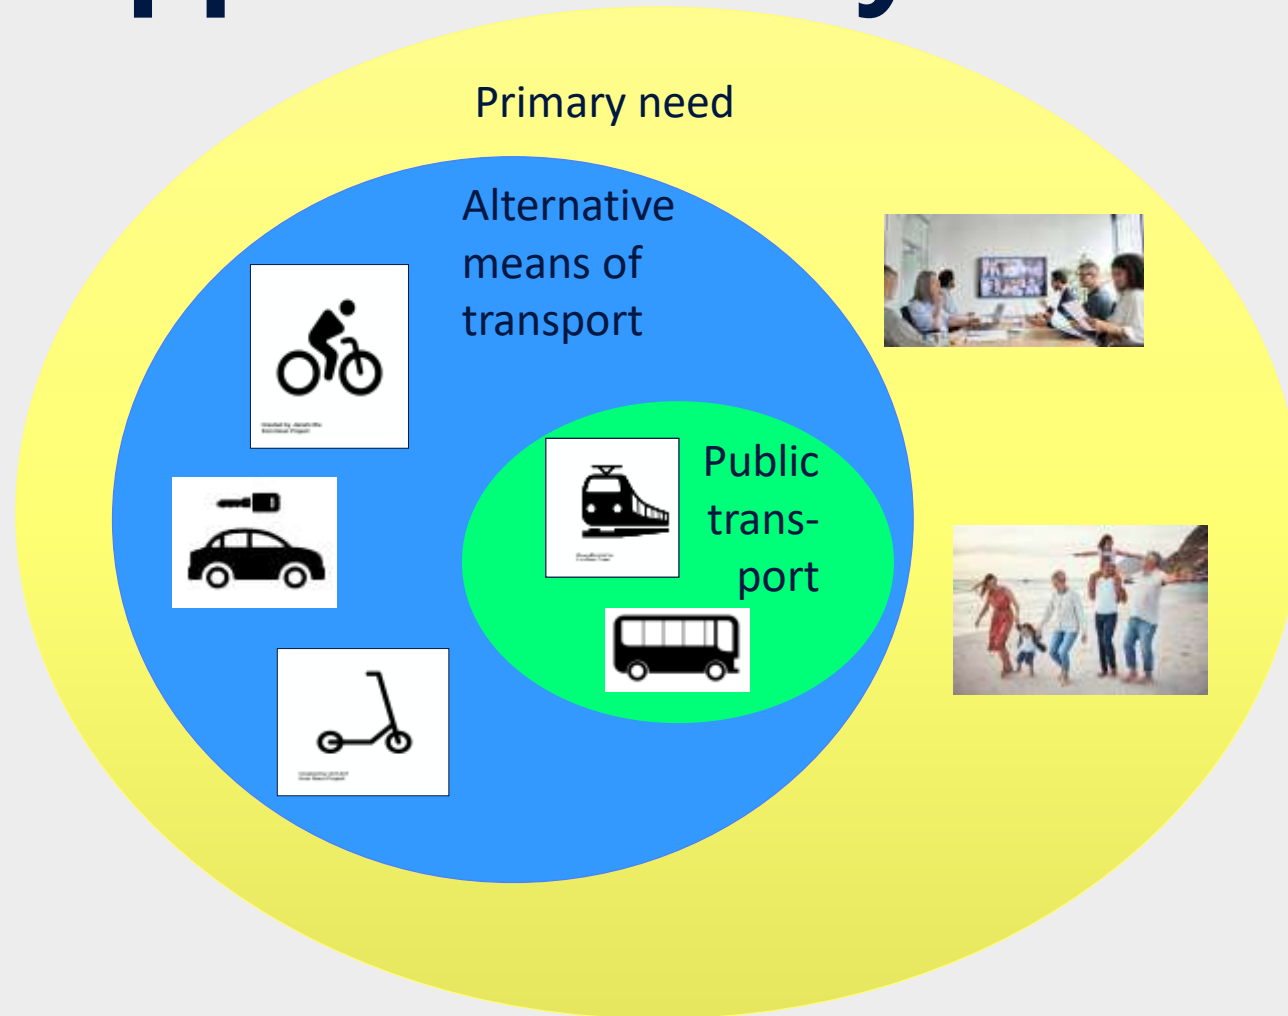 Primary need
Alternative
means of
transport
Public
trans-
port